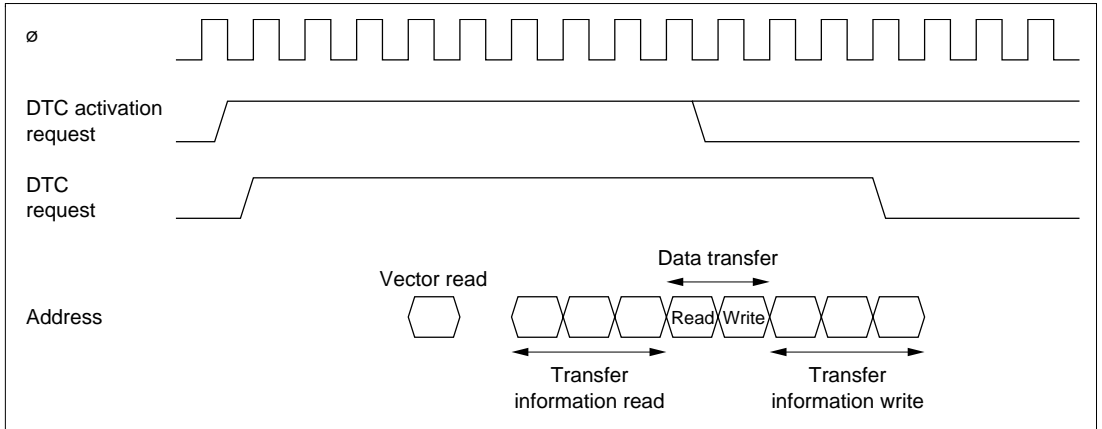 ø
DTC activation
request
DTC
request
Data transfer
Vector read
Address
Read Write
Transfer
information read
Transfer
information write